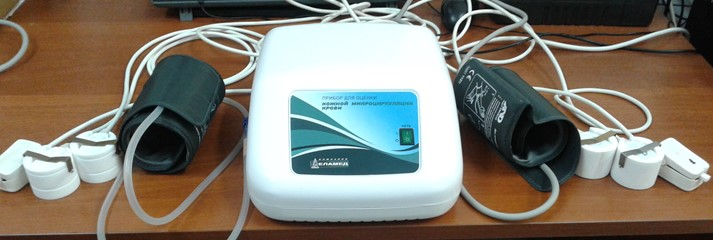 ПРИБОР ДЛЯ ОЦЕНКИ
КОЖНОЙ МИКРОЦИРКУЛЯЦИИ
КРОВИ
ЕЛАМЕД